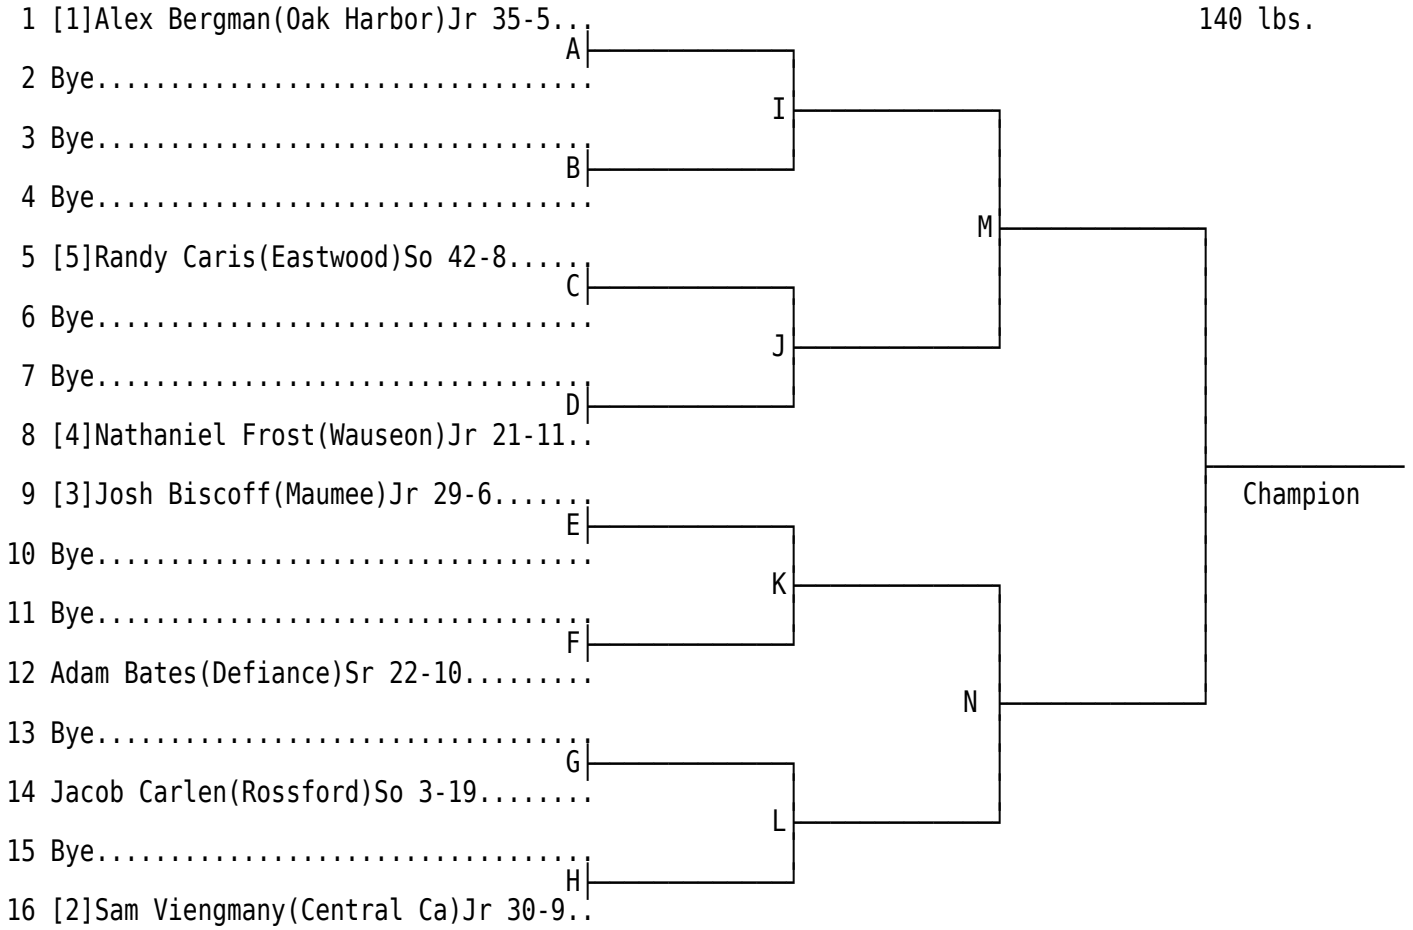 1 [1]Alex Bergman(Oak Harbor)Jr 35-5... 140 lbs.
A
2 Bye..................................
I
3 Bye..................................
B
4 Bye..................................
M
5 [5]Randy Caris(Eastwood)So 42-8......
C
6 Bye..................................
J
7 Bye..................................
D
8 [4]Nathaniel Frost(Wauseon)Jr 21-11..
9 [3]Josh Biscoff(Maumee)Jr 29-6.......
Champion
E
10 Bye..................................
K
11 Bye..................................
F
12 Adam Bates(Defiance)Sr 22-10.........
N
13 Bye..................................
G
14 Jacob Carlen(Rossford)So 3-19........
L
15 Bye..................................
H
16 [2]Sam Viengmany(Central Ca)Jr 30-9..